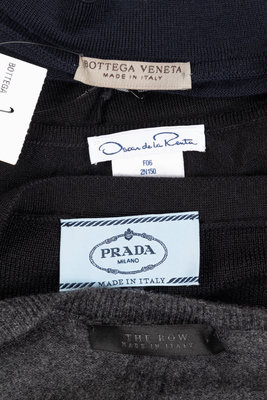 BOTTEGA VENETA
MADE IN ITALY
BOTTEGA
1
Oscar de la Renta
F06
2N150
PRADA
MILANO
MADE IN ITALY
THE ROW
MADE IN ITALY